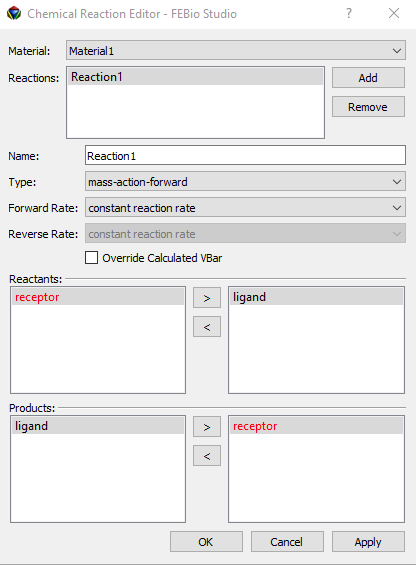 Chemical Reaction Editor - FEBio Studio
Material: Material1
Reactions: Reaction1
Add
Remove
Name: Reaction1
Type: mass-action-forward
Forward Rate: constant reaction rate
Reverse Rate: constant reaction rate
Override Calculated VBar
Reactants:
receptor > ligand
<
Products:
ligand > receptor
<
OK Cancel Apply